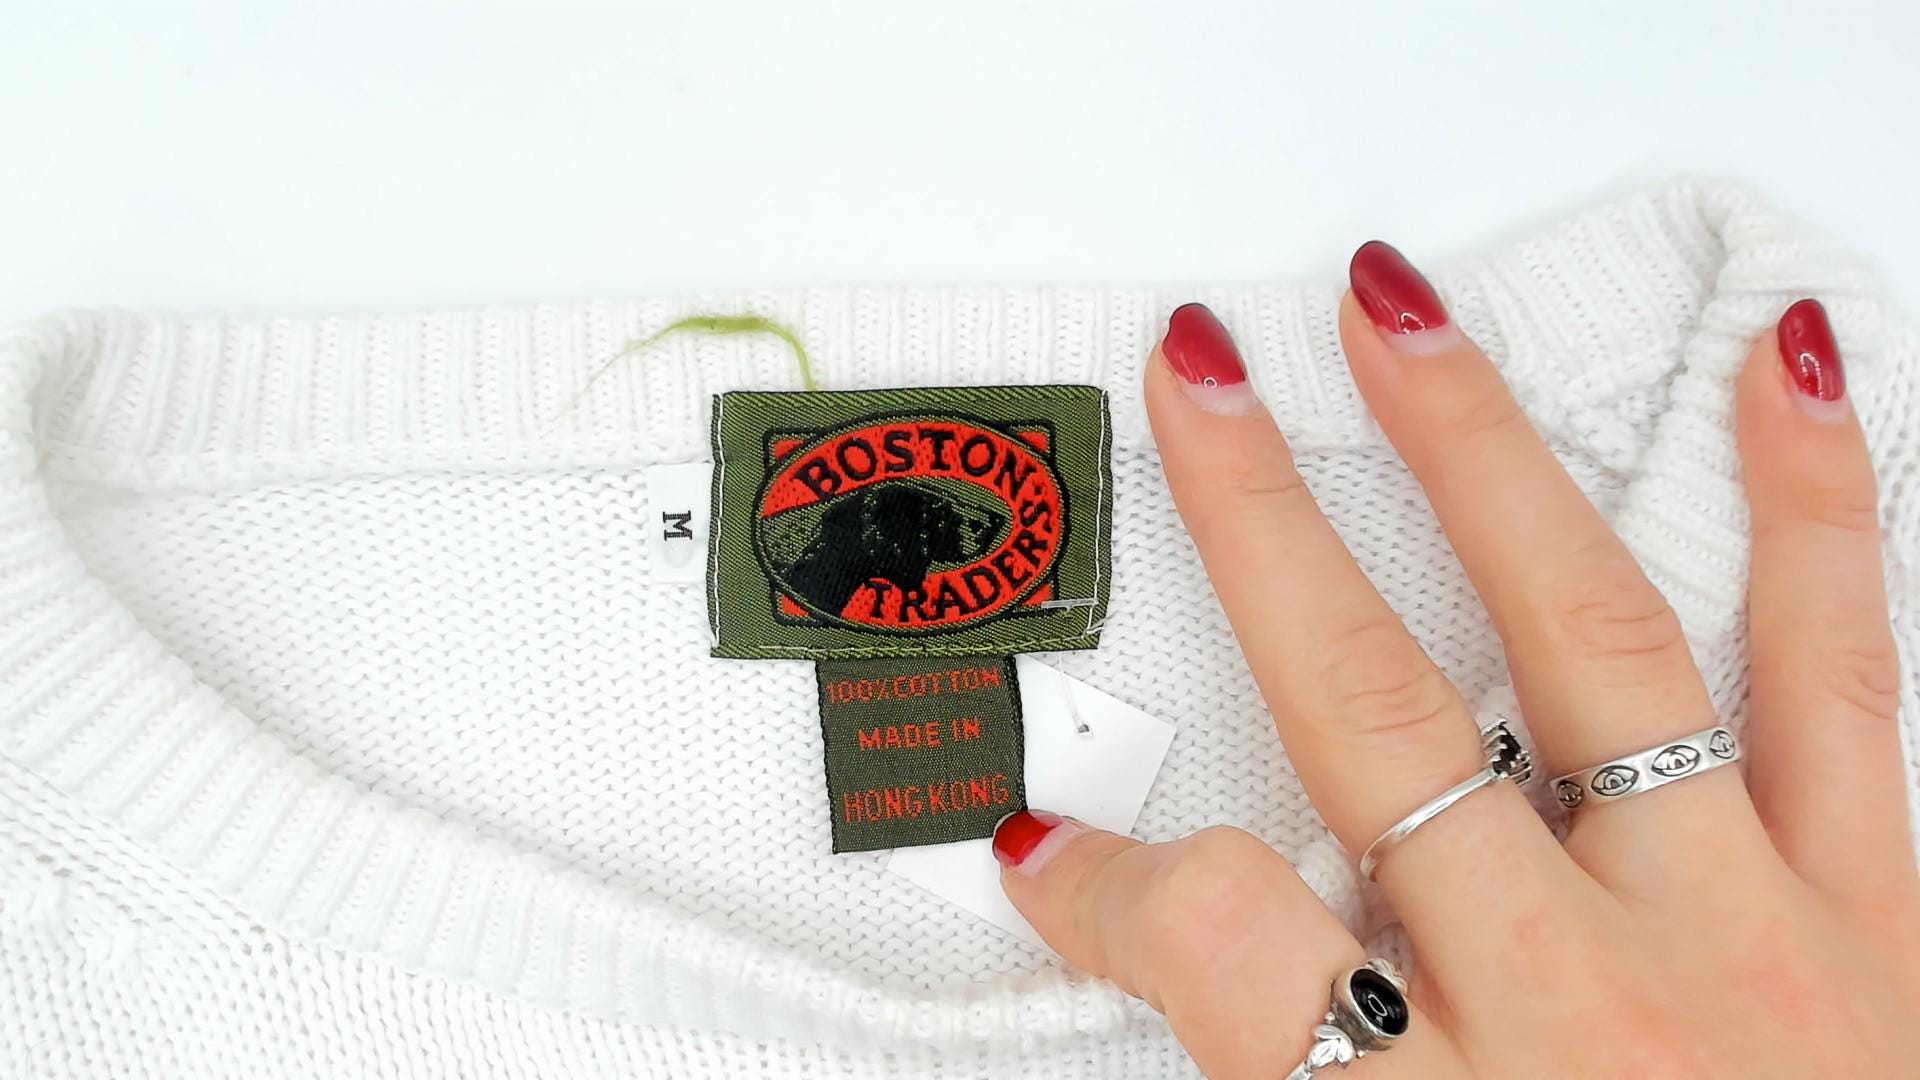 BOSTON
TRADERS
M
100% COTTON
MADE IN
HONG KONG